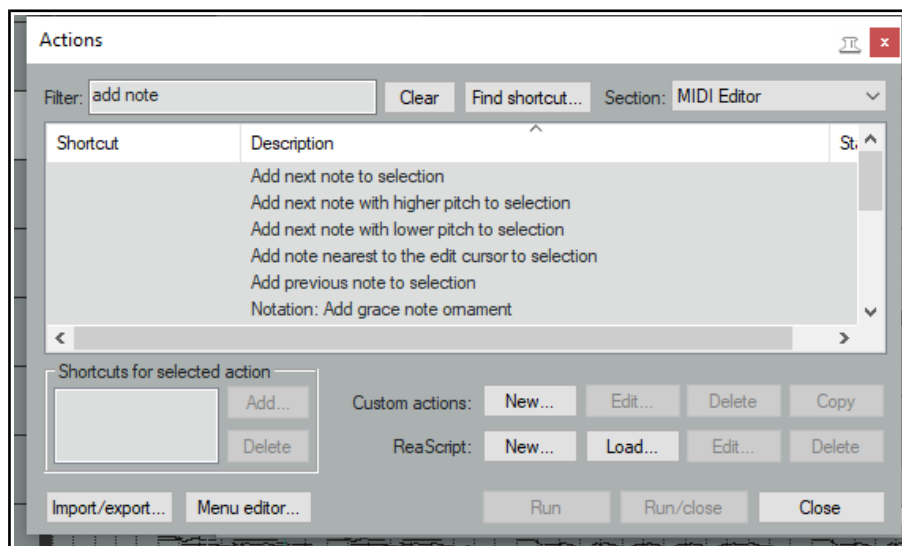 Actions
Filter: add note Clear Find shortcut... Section: MIDI Editor
Shortcut Description Sta
Add next note to selection
Add next note with higher pitch to selection
Add next note with lower pitch to selection
Add note nearest to the edit cursor to selection
Add previous note to selection
Notation: Add grace note ornament
Shortcuts for selected action
Add... Custom actions: New... Edit... Delete Copy
Delete ReaScript: New... Load... Edit... Delete
Import/export... Menu editor... Run Run/close Close